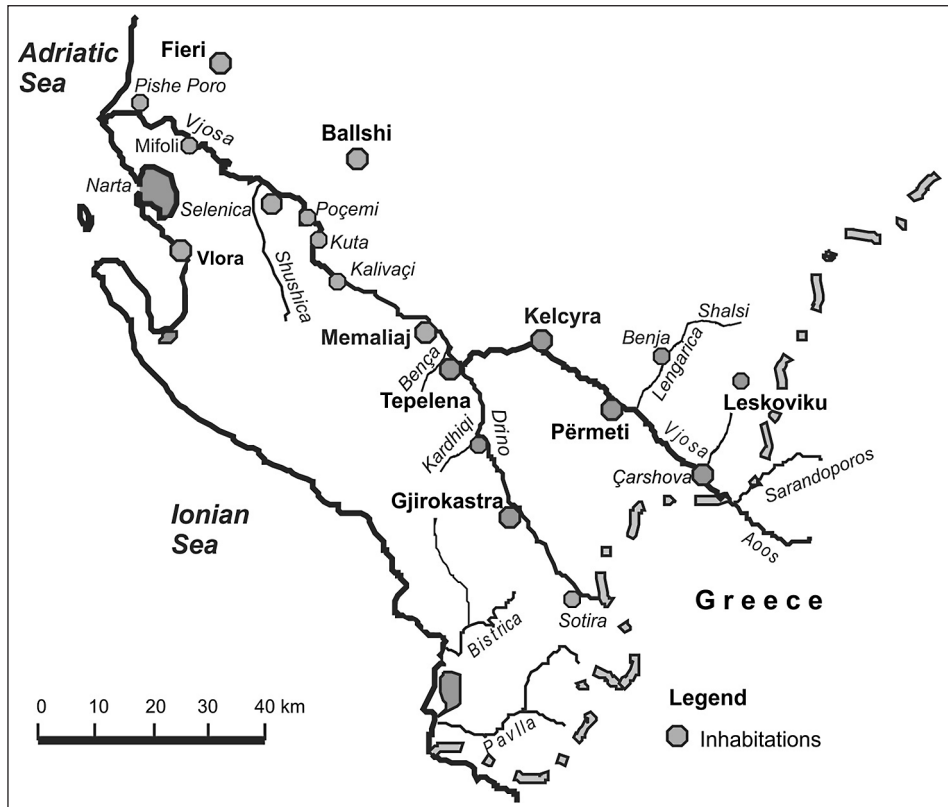 Adriatic
Sea
Fieri
Pishe Poro
Vjosa
Mifoli
Ballshi
Narta
Selenica
Poçemi
Kuta
Vlora
Shushica
Kalivaçi
Memaliaj
Kelcyra
Shalsi
Benja
Lengarica
Bença
Tepelena
Leskoviku
Përmeti
Drino
Kardhiqi
Vjosa
Çarshova
Sarandoporos
Gjirokastra
Ionian
Sea
Aoos
Greece
Sotira
Bistrica
Pavlla
0 10 20 30 40 km
Legend
Inhabitations